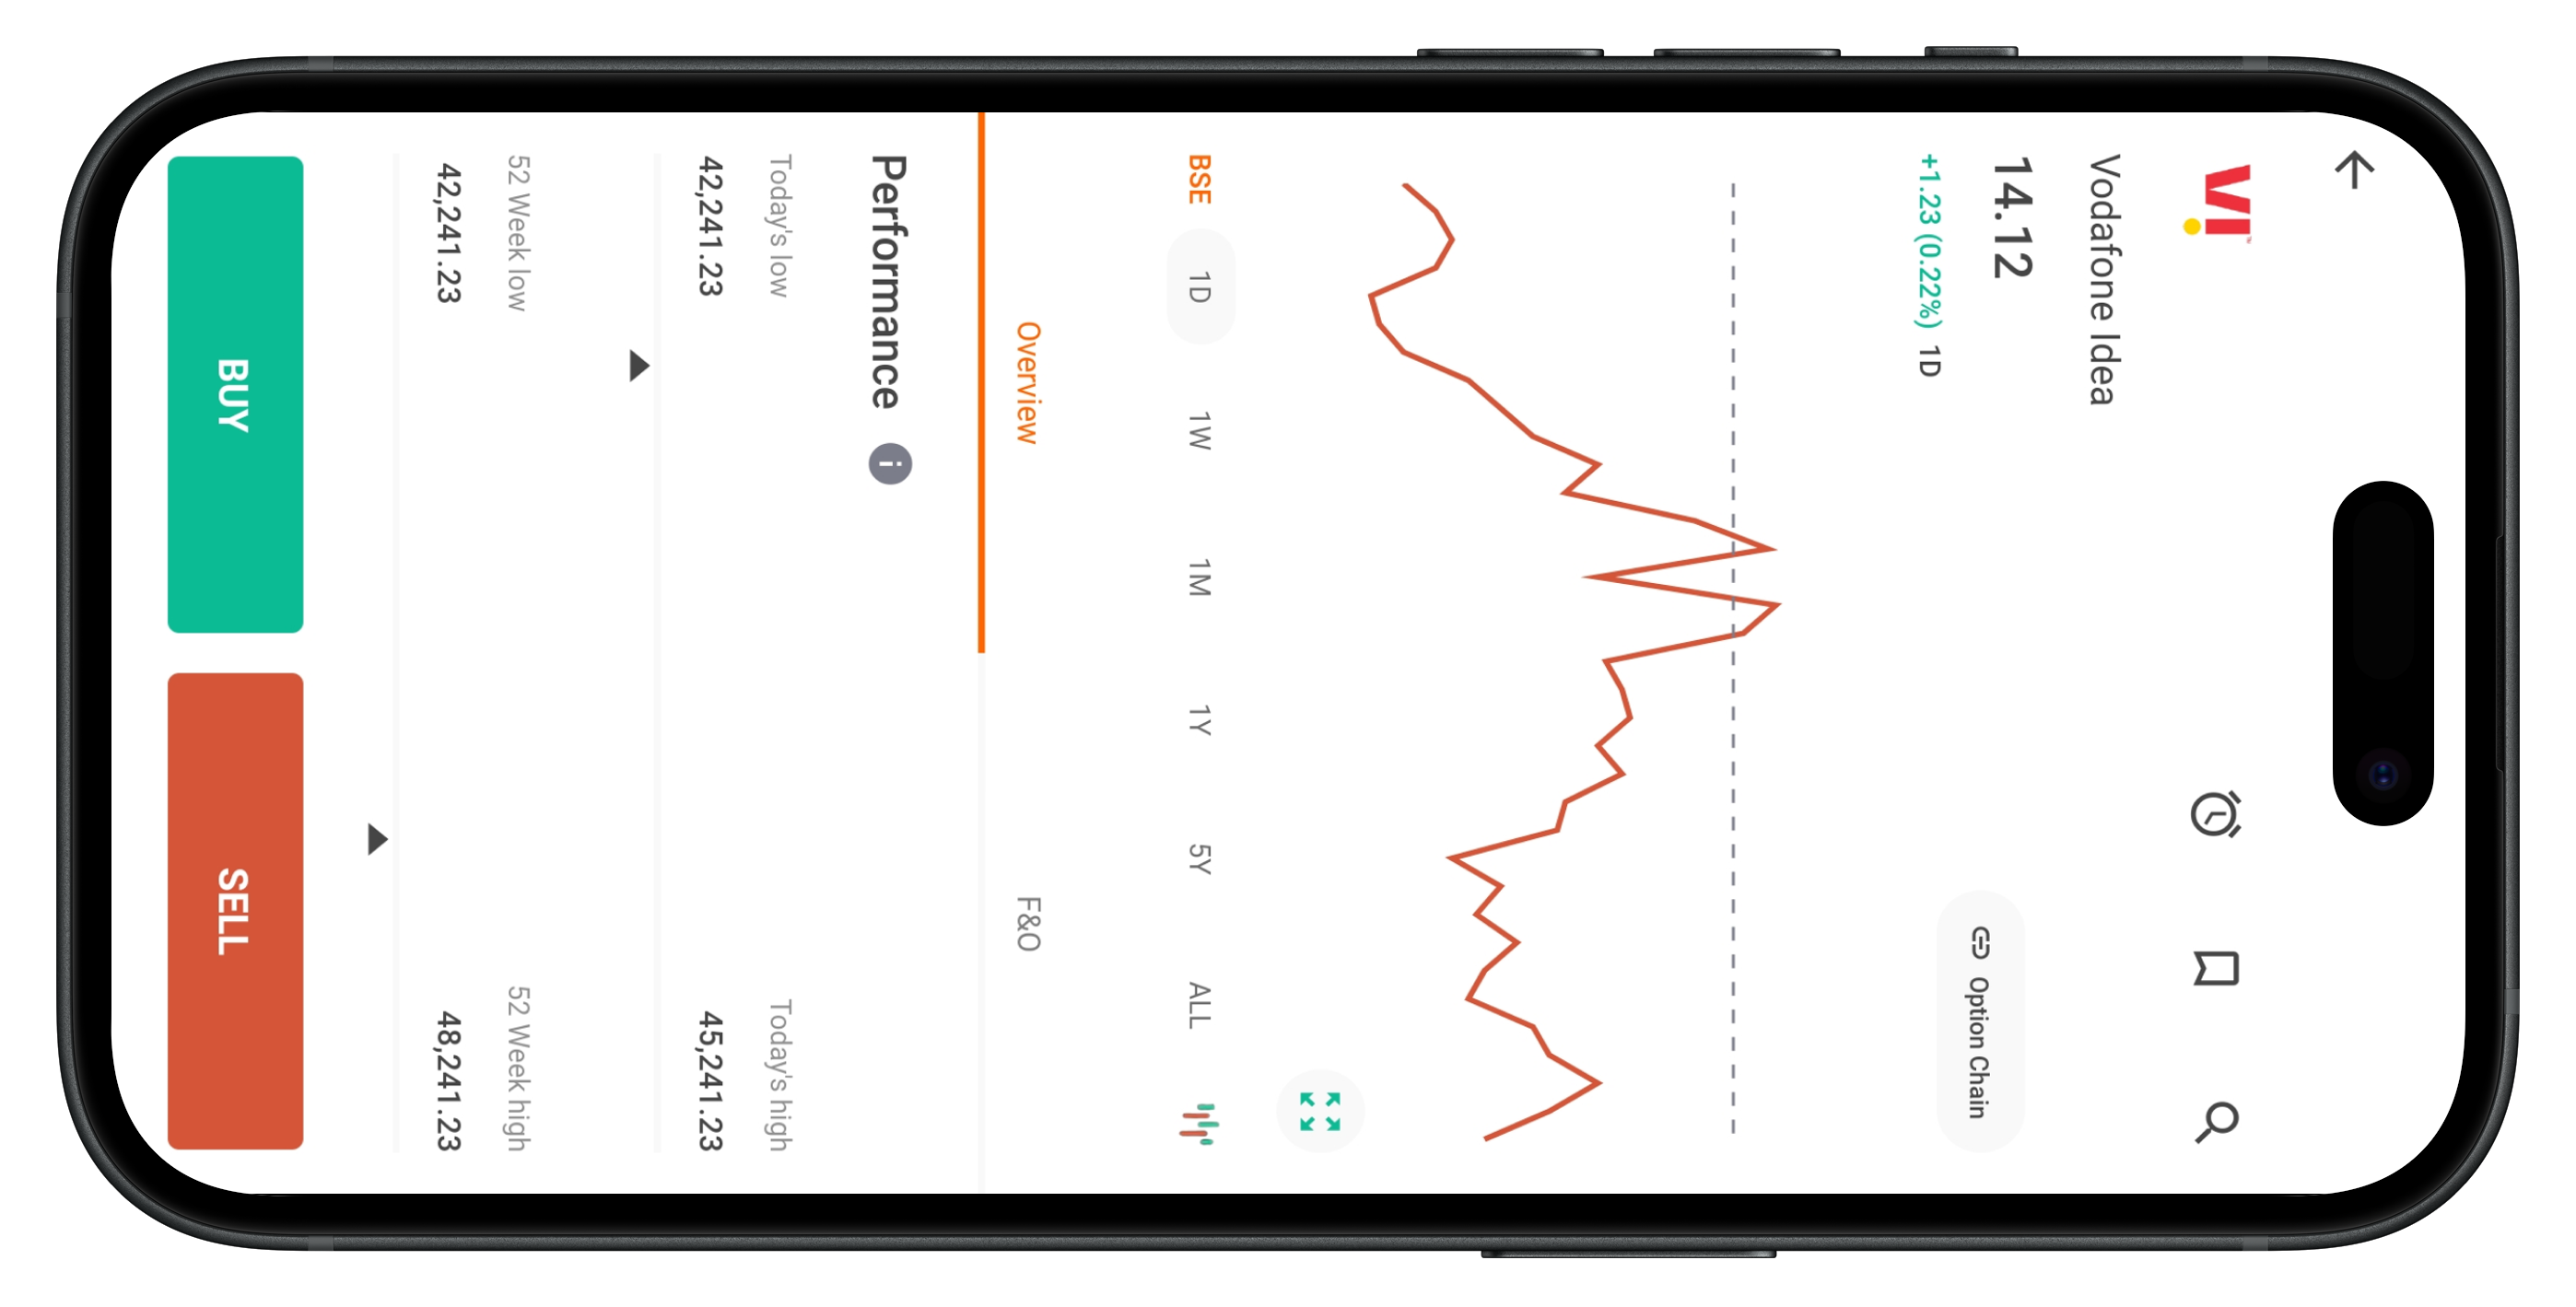 VI™
Vodafone Idea
14.12
+1.23 (0.22%) 1D
Option Chain
BSE 1D 1W 1M 1Y 5Y ALL
Overview F&O
Performance i
Today's low Today's high
42,241.23 45,241.23
52 Week low 52 Week high
42,241.23 48,241.23
BUY SELL